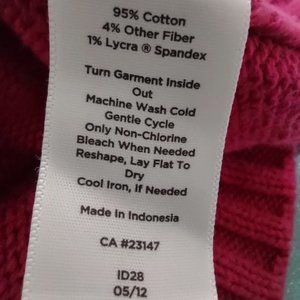 95% Cotton
4% Other Fiber
1% Lycra ® Spandex
Turn Garment Inside
Out
Machine Wash Cold
Gentle Cycle
Only Non-Chlorine
Bleach When Needed
Reshape, Lay Flat To
Dry
Cool Iron, if Needed
Made in Indonesia
CA #23147
ID28
05/12